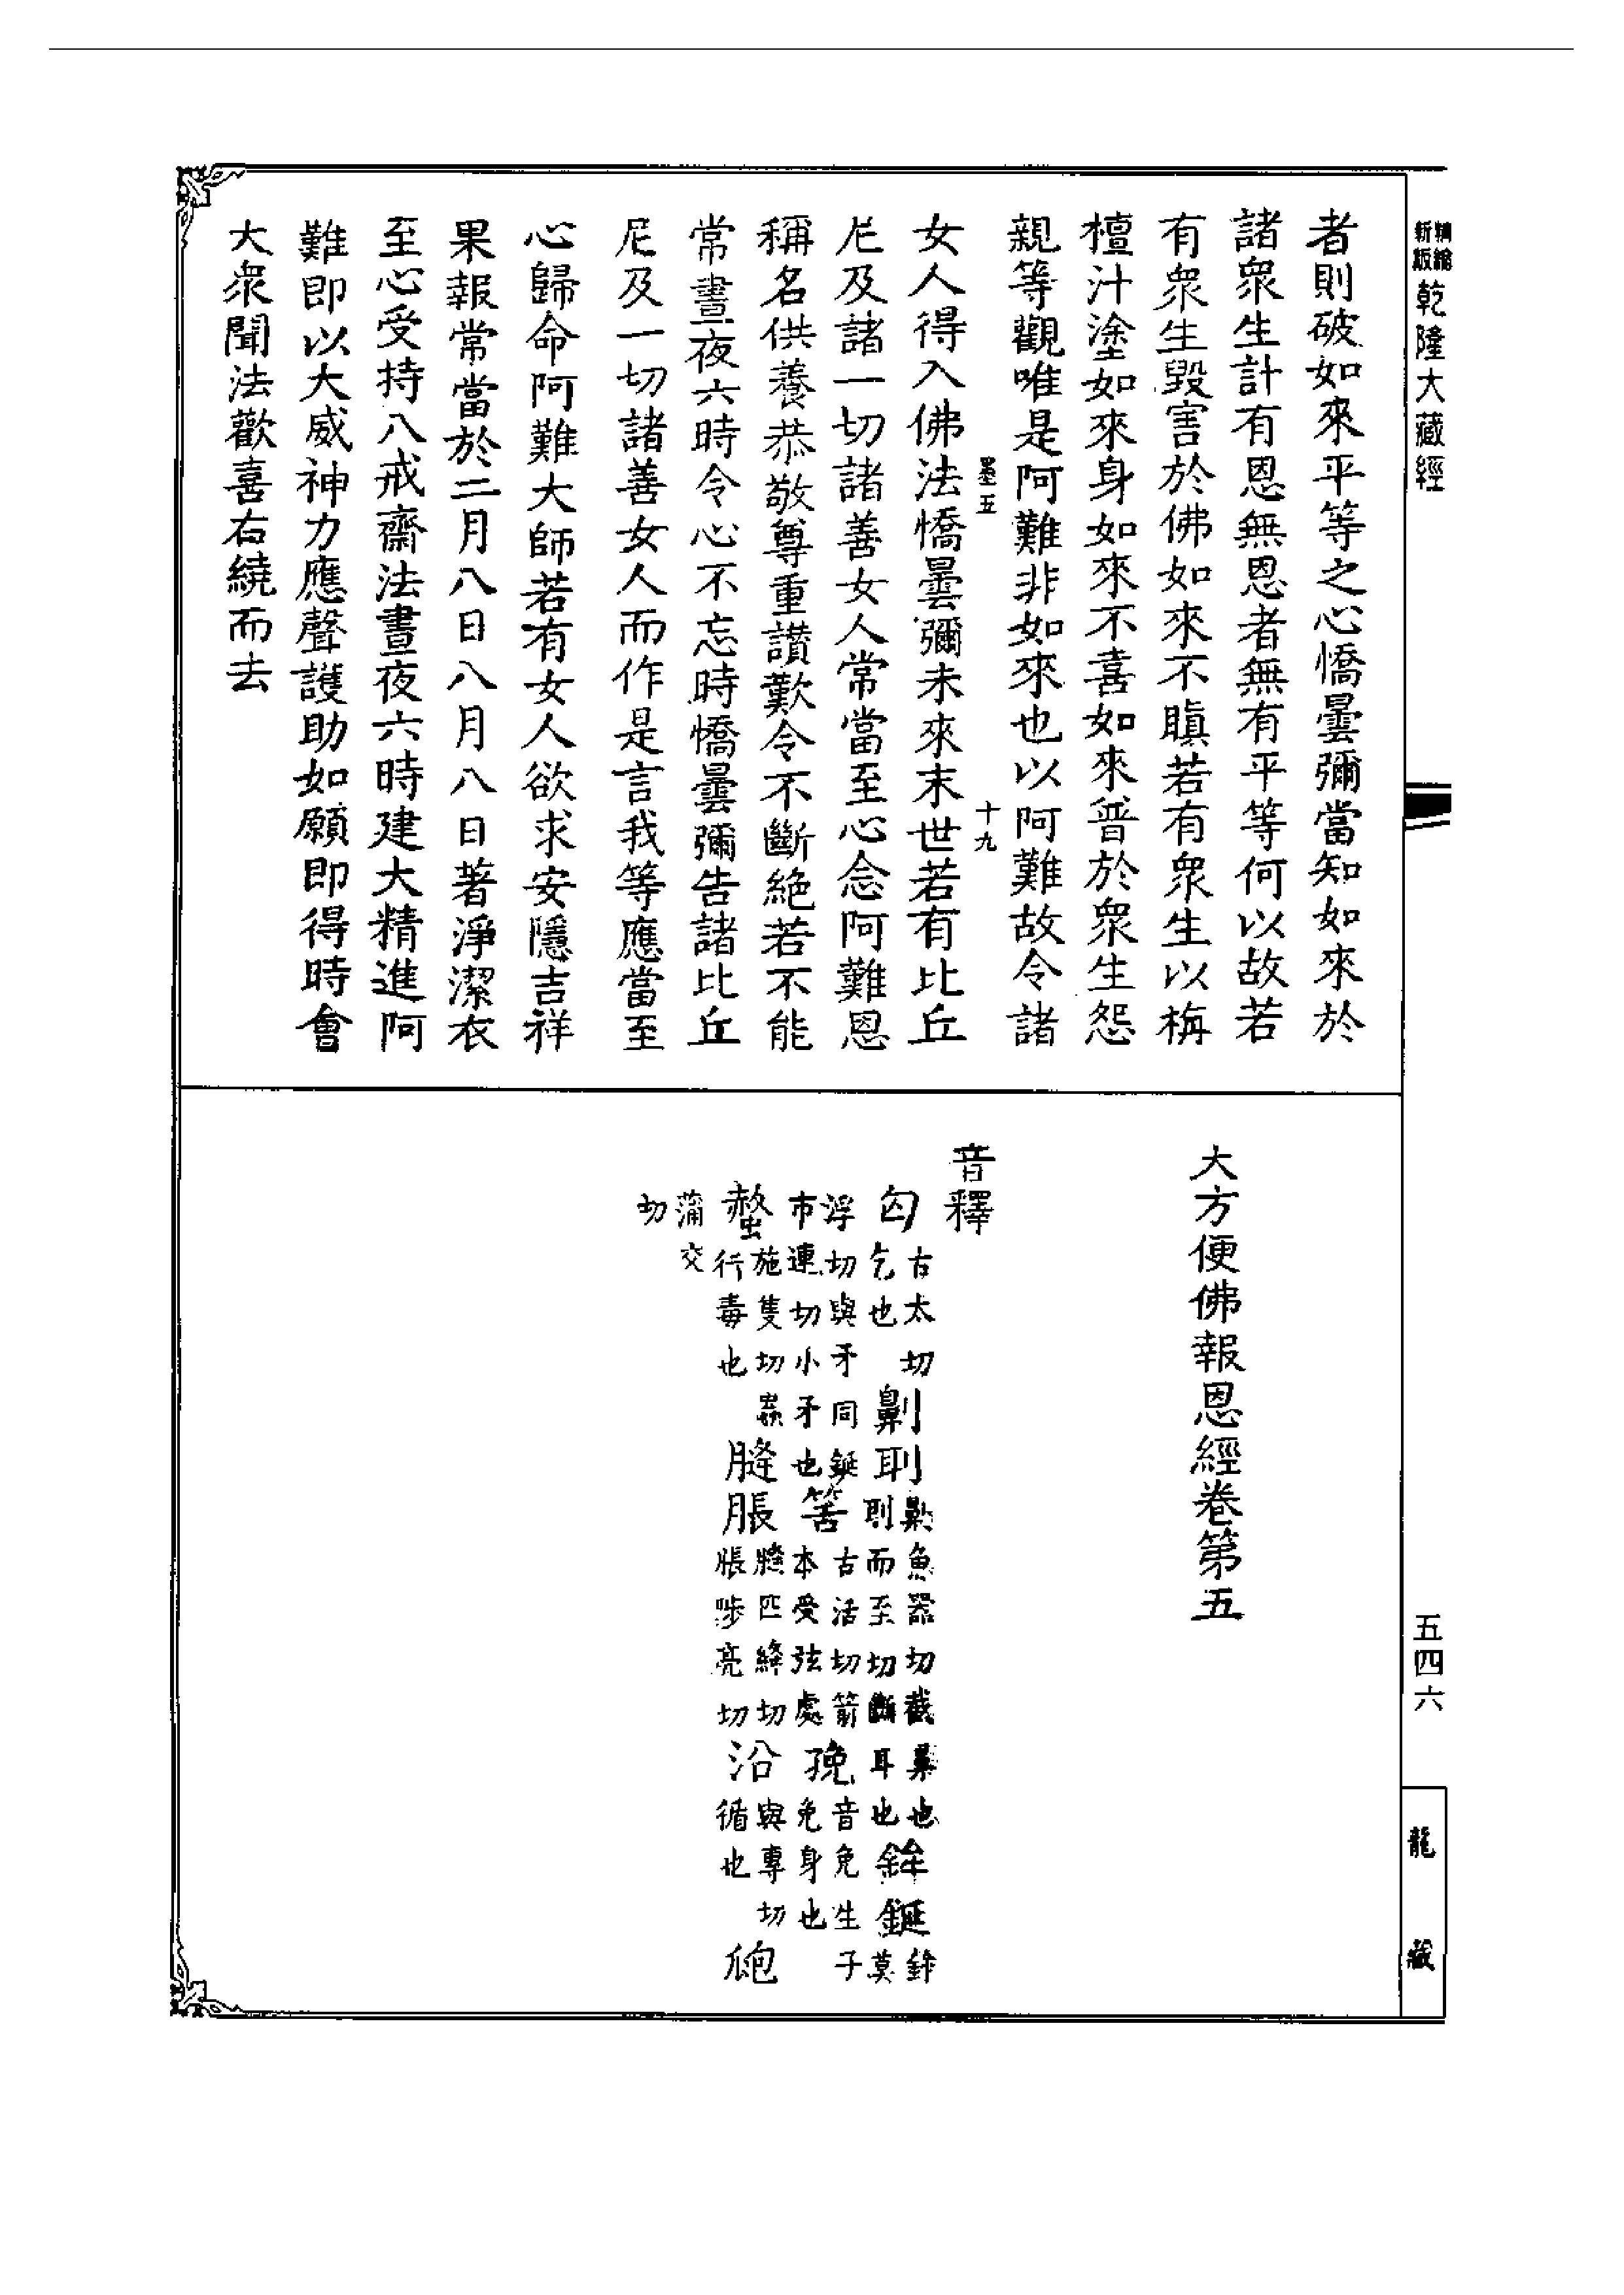 精縮
新版
乾隆大藏經
者則破如來平等之心憍曇彌當知如來於
諸衆生計有恩無恩者無有平等何以故若
有衆生毀害於佛如來不瞋若有衆生以栴
檀汁塗如來身如來不喜如來普於衆生怨
親等觀唯是阿難非如來也以阿難故令諸
墨五 十九
女人得入佛法憍曇彌未來末世若有比丘
尼及諸一切諸善女人常當至心念阿難恩
稱名供養恭敬尊重讚歎令不斷絶若不能
常晝夜六時令心不忘時憍曇彌告諸比丘
尼及一切諸善女人而作是言我等應當至
心歸命阿難大師若有女人欲求安隱吉祥
果報常當於二月八日八月八日著淨潔衣
至心受持八戒齋法晝夜六時建大精進阿
難即以大威神力應聲護助如願即得時會
大衆聞法歡喜右繞而去
大方便佛報恩經卷第五
音釋
匃 古太切
乞也 劓刵 劓魚器切截鼻也
刵而至切斷耳也 鉾鋋 鉾莫
浮切與矛同鋋
市連切小矛也 筈 古活切箭
本受弦處 㝃 音免生子
免身也
螫 施隻切蟲
行毒也 膖脹 膖匹絳切
脹陟亮切 沿 與專切
循也 瓟
蒲交
切
五四六
龍藏